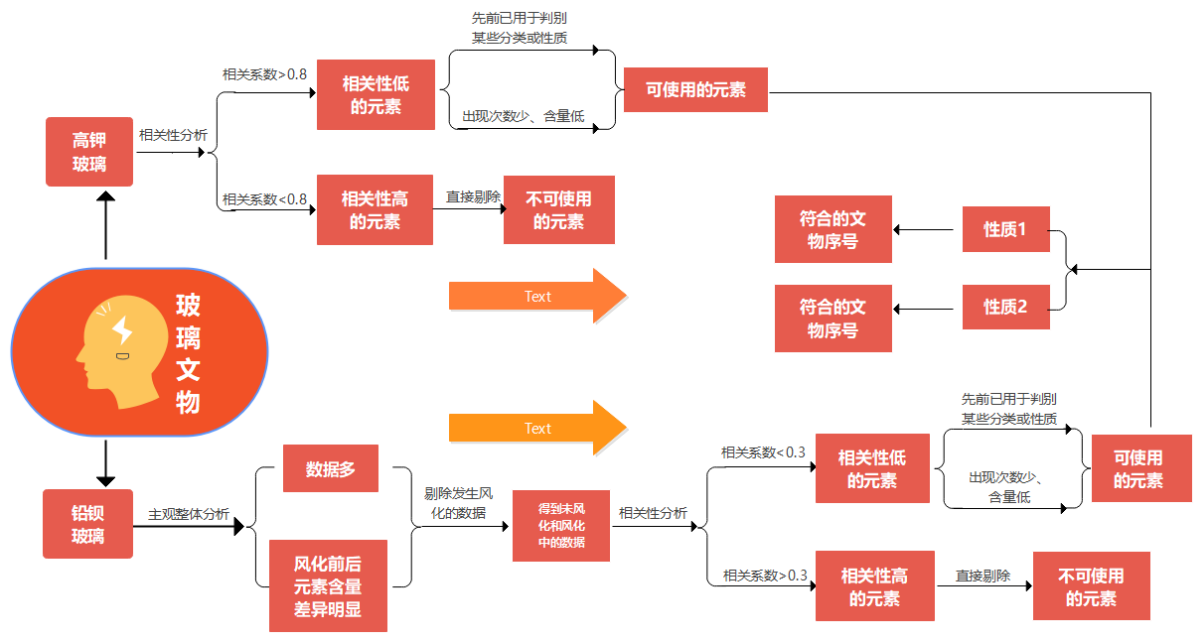 先前已用于判别
某些分类或性质
相关系数>0.8
相关性低
的元素
可使用的元素
出现次数少、含量低
高钾
玻璃
相关性分析
相关系数<0.8
相关性高
的元素
直接剔除
不可使用
的元素
符合的文
物序号
性质1
符合的文
物序号
性质2
Text
玻
璃
文
物
Text
先前已用于判别
某些分类或性质
相关系数<0.3
相关性低
的元素
可使用
的元素
出现次数少、
含量低
数据多
铅钡
玻璃
主观整体分析
剔除发生风
化的数据
得到未风
化和风化
中的数据
相关性分析
风化前后
元素含量
差异明显
相关系数>0.3
相关性高
的元素
直接剔除
不可使用
的元素